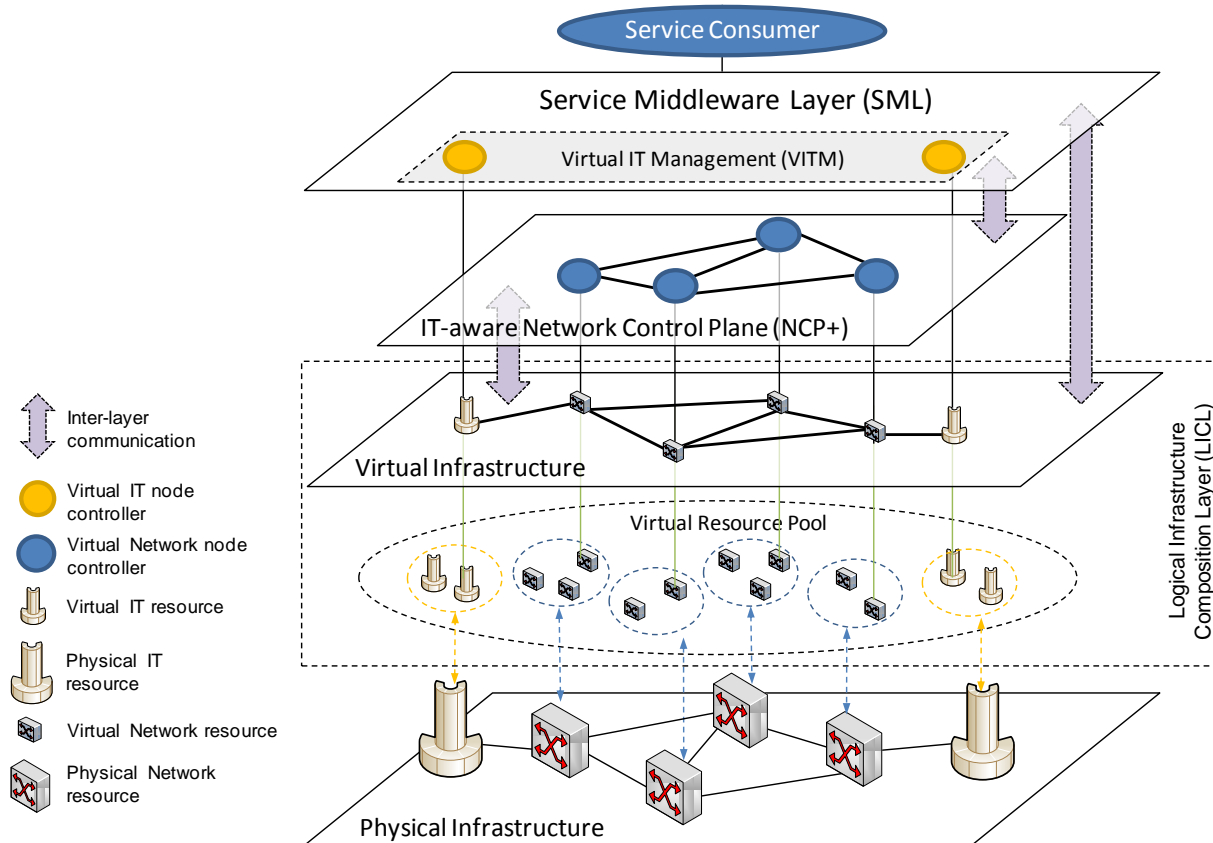 Service Consumer
Service Middleware Layer (SML)
Virtual IT Management (VITM)
IT-aware Network Control Plane (NCP+)
Virtual Infrastructure
Virtual Resource Pool
Logical Infrastructure
Composition Layer (LICL)
Physical Infrastructure
Inter-layer
communication
Virtual IT node
controller
Virtual Network node
controller
Virtual IT resource
Physical IT
resource
Virtual Network resource
Physical Network
resource